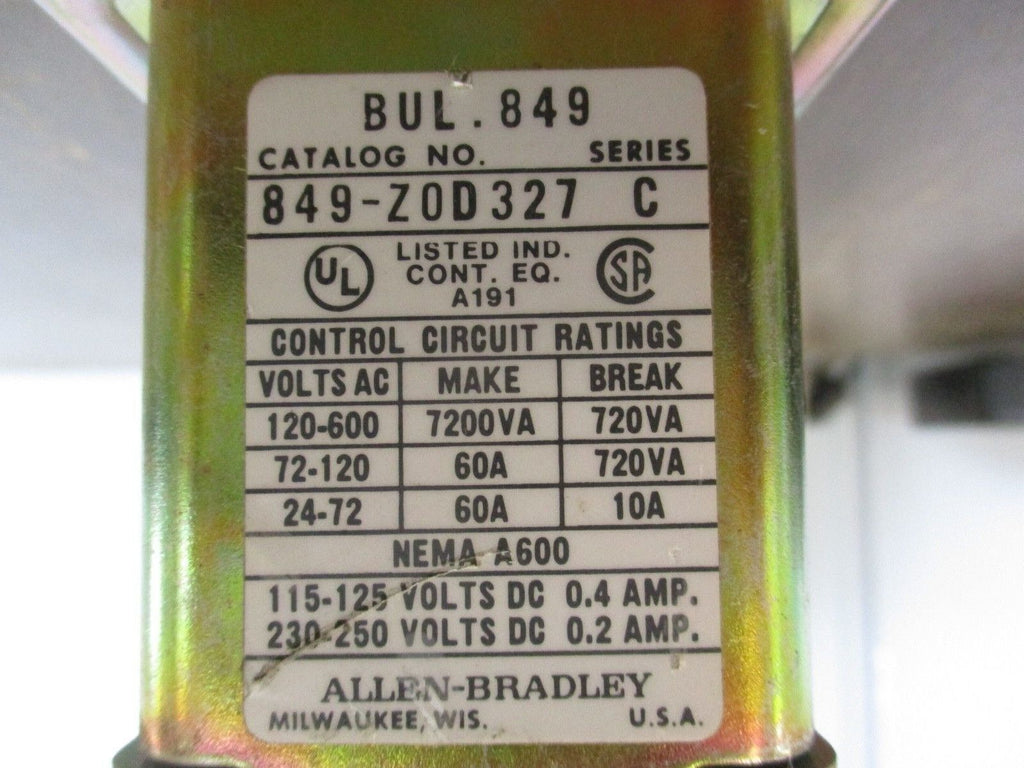 BUL. 849
CATALOG NO. SERIES
849-Z0D327 C
UL LISTED IND. CONT. EQ. A191 SA
CONTROL CIRCUIT RATINGS
VOLTS AC MAKE BREAK
120-600 7200VA 720VA
72-120 60A 720VA
24-72 60A 10A
NEMA A600
115-125 VOLTS DC 0.4 AMP.
230-250 VOLTS DC 0.2 AMP.
ALLEN-BRADLEY
MILWAUKEE, WIS. U.S.A.